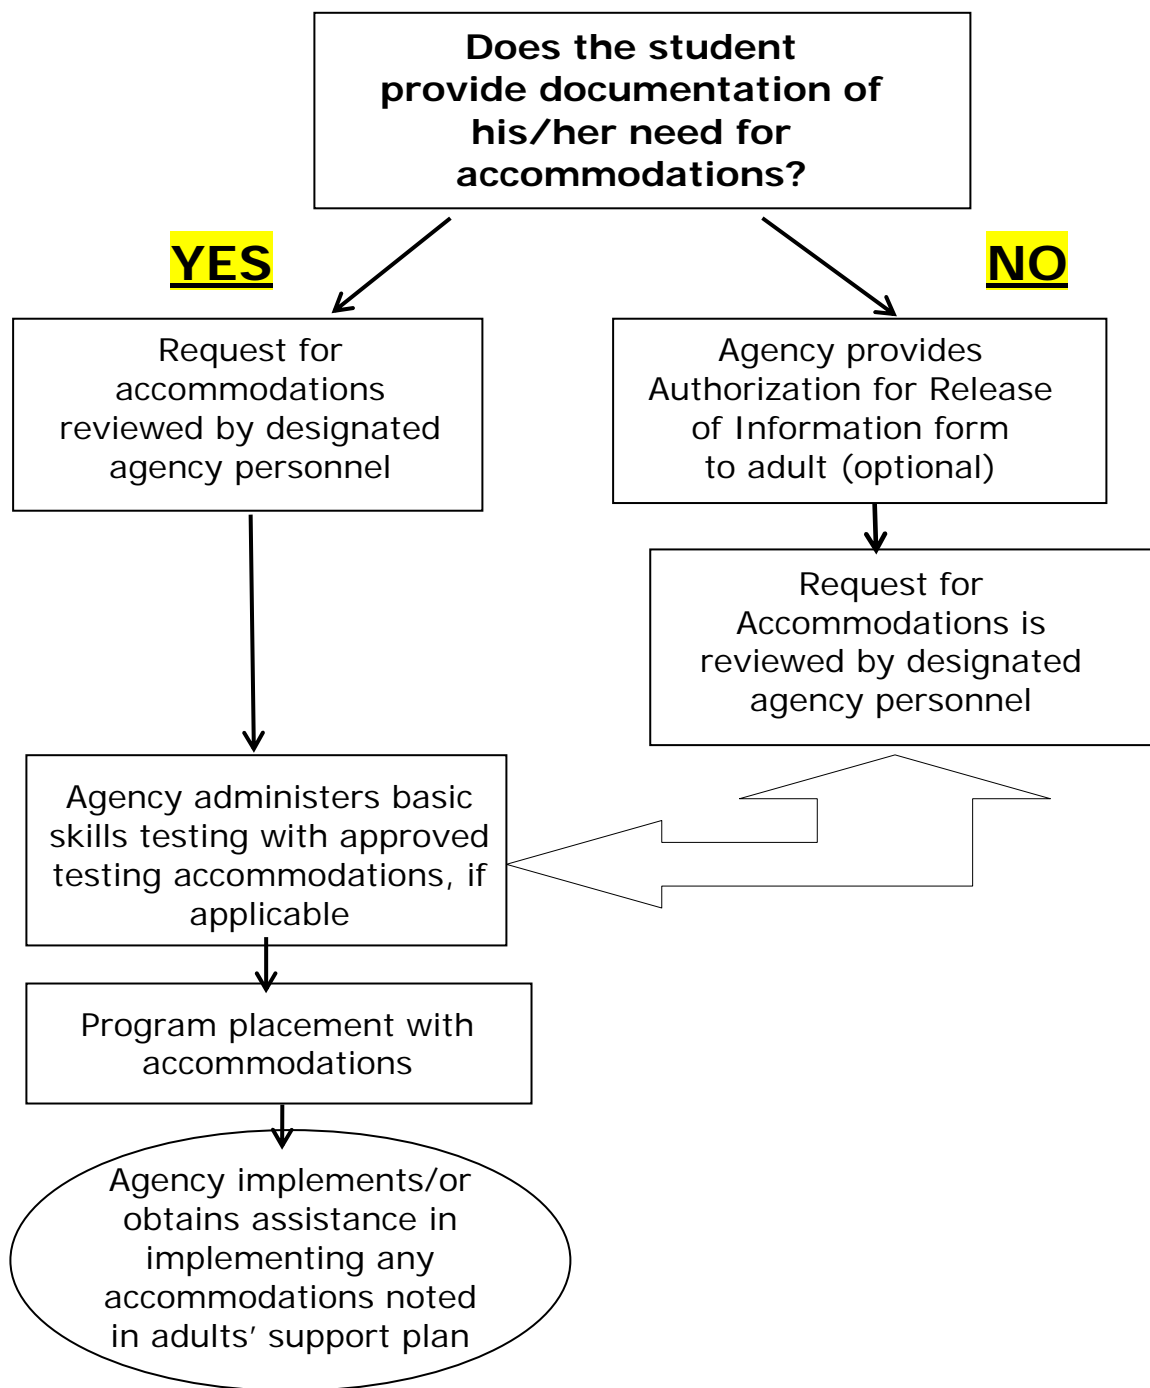 Does the student
provide documentation of
his/her need for
accommodations?
YES
NO
Request for
accommodations
reviewed by designated
agency personnel
Agency provides
Authorization for Release
of Information form
to adult (optional)
Request for
Accommodations is
reviewed by designated
agency personnel
Agency administers basic
skills testing with approved
testing accommodations, if
applicable
Program placement with
accommodations
Agency implements/or
obtains assistance in
implementing any
accommodations noted
in adults’ support plan